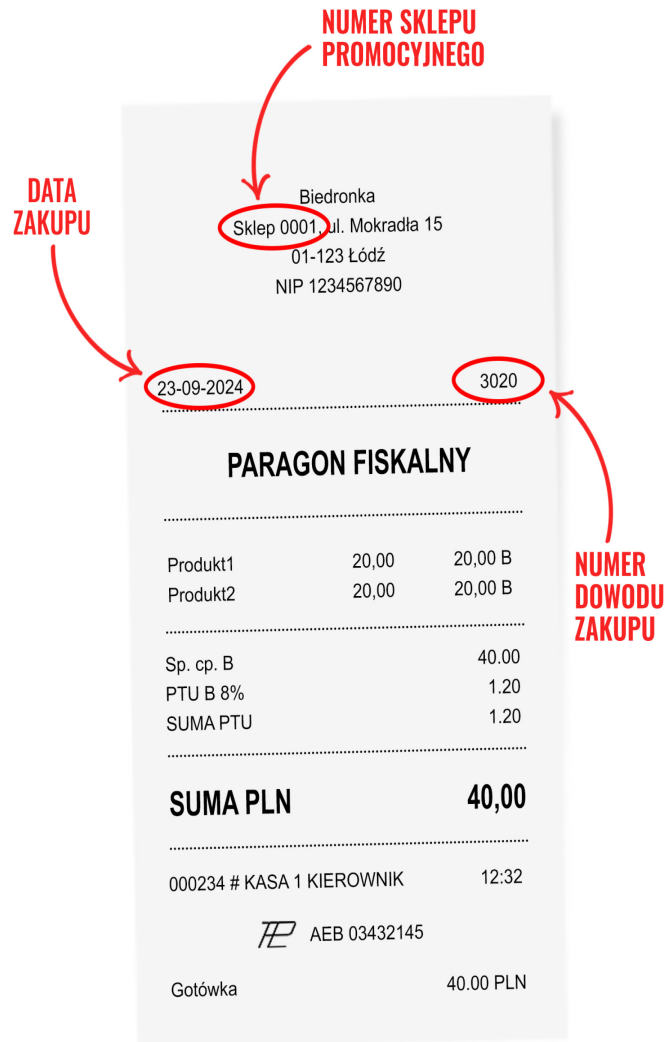 NUMER SKLEPU
PROMOCYJNEGO
DATA
ZAKUPU
Biedronka
Sklep 0001, ul. Mokradła 15
01-123 Łódź
NIP 1234567890
23-09-2024 3020
PARAGON FISKALNY
Produkt1 20,00 20,00 B
Produkt2 20,00 20,00 B
NUMER
DOWODU
ZAKUPU
Sp. cp. B 40.00
PTU B 8% 1.20
SUMA PTU 1.20
SUMA PLN 40,00
000234 # KASA 1 KIEROWNIK 12:32
AEB 03432145
Gotówka 40.00 PLN